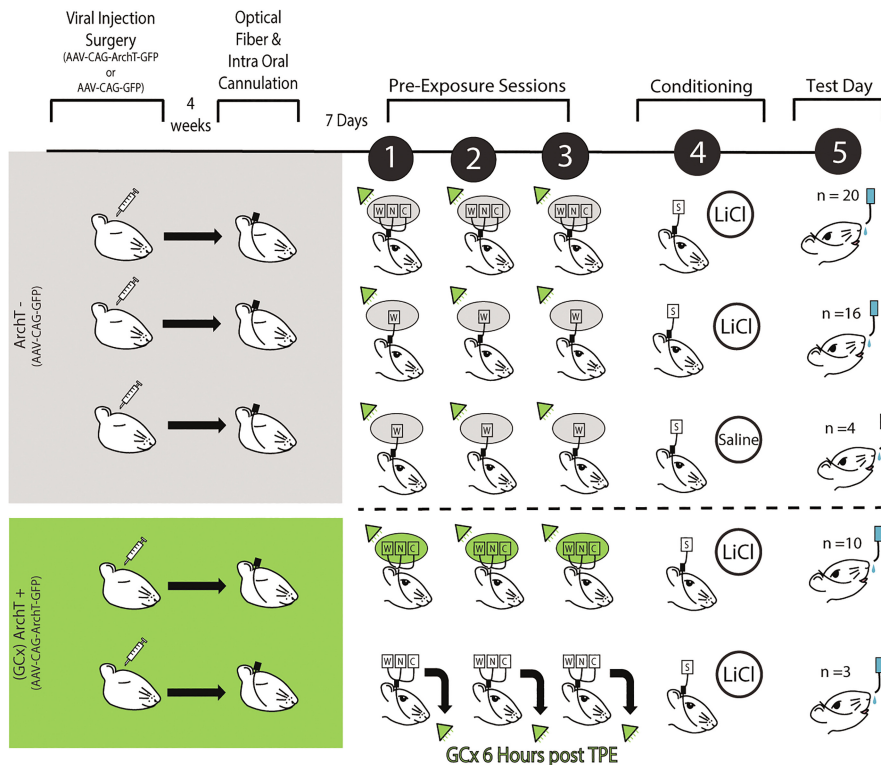 Viral Injection
Surgery
(AAV-CAG-ArchT-GFP
or
AAV-CAG-GFP)
4
weeks
Optical
Fiber &
Intra Oral
Cannulation
7 Days
Pre-Exposure Sessions
Conditioning
Test Day
1
2
3
4
5
ArchT -
(AAV-CAG-GFP)
W N C
W N C
W N C
S
LiCl
n = 20
W
W
W
S
LiCl
n =16
W
W
W
S
Saline
n =4
(GCx) ArchT +
(AAV-CAG-ArchT-GFP)
W N C
W N C
W N C
S
LiCl
n =10
W N C
W N C
W N C
S
LiCl
n =3
GCx 6 Hours post TPE